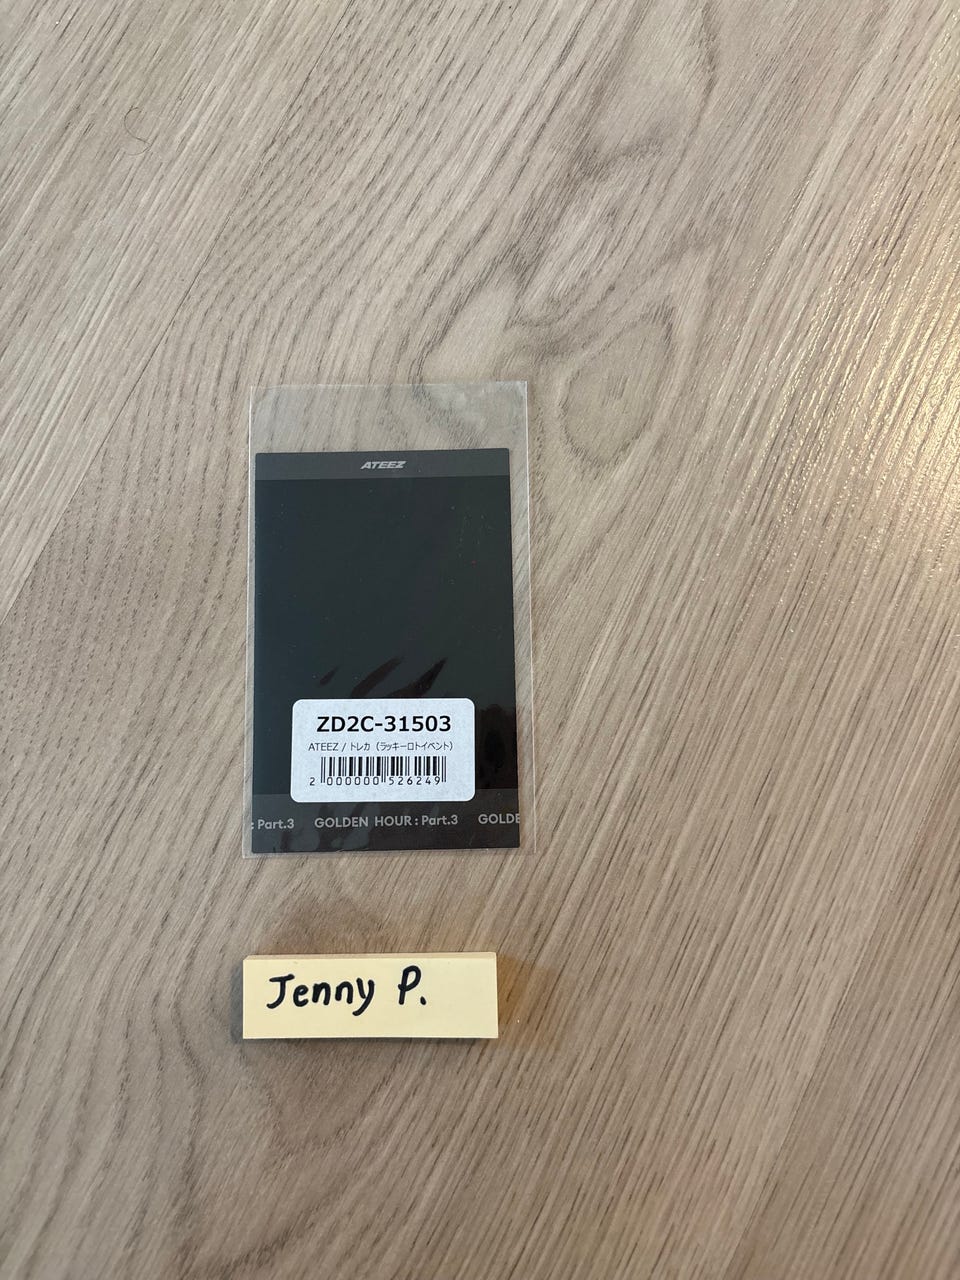 ATEEZ
ZD2C-31503
ATEEZ / トレカ（ラッキーロトイベント）
2 000000 526249
: Part.3 GOLDEN HOUR : Part.3 GOLDE
Jenny P.